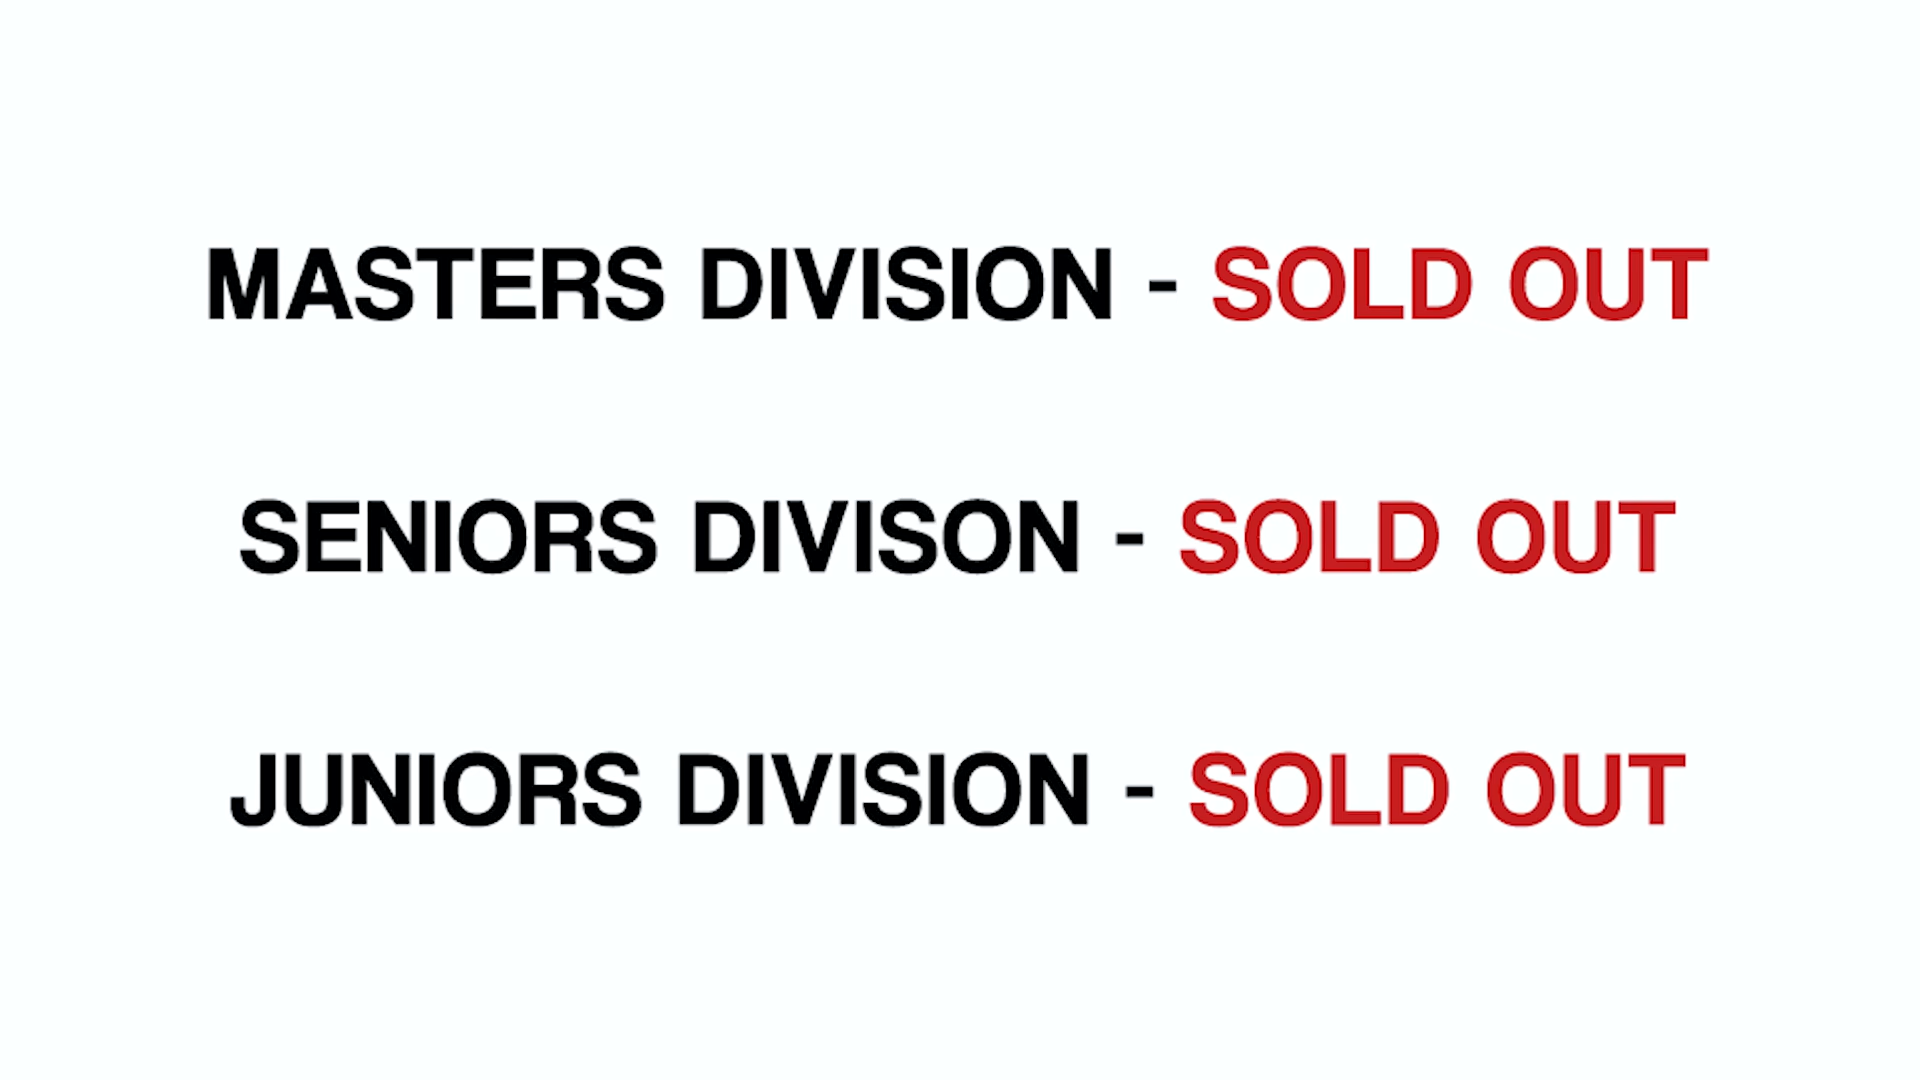 MASTERS DIVISION - SOLD OUT
SENIORS DIVISON - SOLD OUT
JUNIORS DIVISION - SOLD OUT